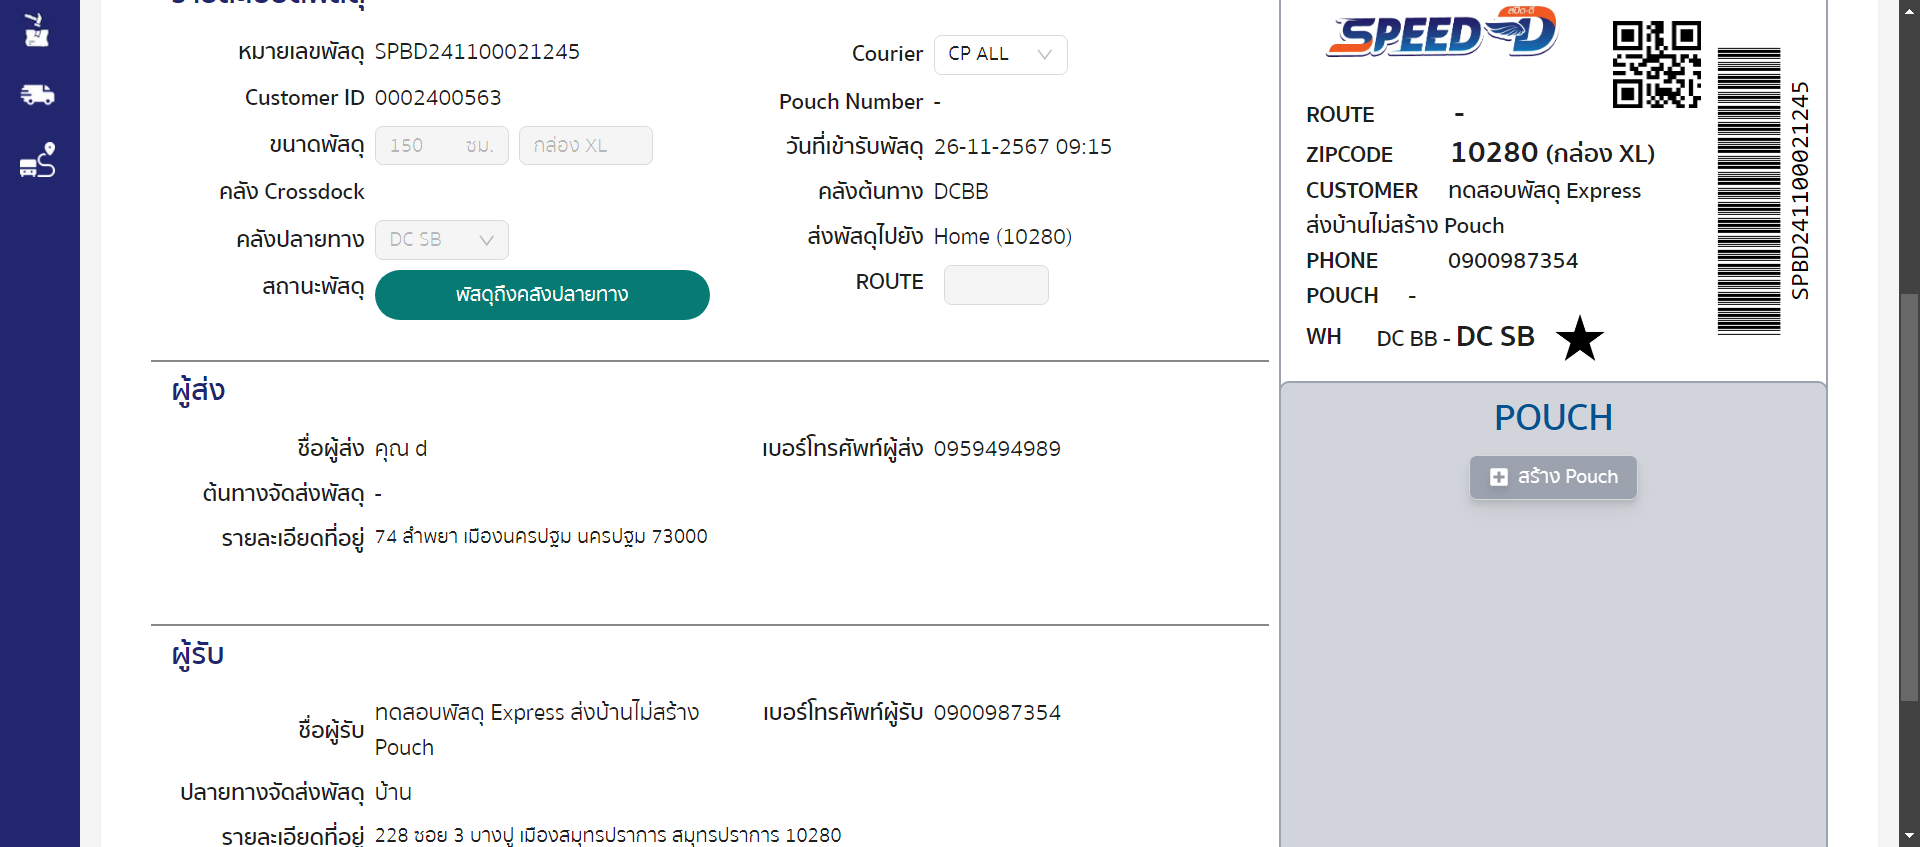 รายละเอียดพัสดุ
หมายเลขพัสดุ SPBD241100021245
Customer ID 0002400563
ขนาดพัสดุ 150 ซม. กล่อง XL
คลัง Crossdock
คลังปลายทาง DC SB
สถานะพัสดุ พัสดุถึงคลังปลายทาง
Courier CP ALL
Pouch Number -
วันที่เข้ารับพัสดุ 26-11-2567 09:15
คลังต้นทาง DCBB
ส่งพัสดุไปยัง Home (10280)
ROUTE
ผู้ส่ง
ชื่อผู้ส่ง คุณ d
เบอร์โทรศัพท์ผู้ส่ง 0959494989
ต้นทางจัดส่งพัสดุ -
รายละเอียดที่อยู่ 74 ลำพยา เมืองนครปฐม นครปฐม 73000
ผู้รับ
ชื่อผู้รับ ทดสอบพัสดุ Express ส่งบ้านไม่สร้าง
Pouch
เบอร์โทรศัพท์ผู้รับ 0900987354
ปลายทางจัดส่งพัสดุ บ้าน
รายละเอียดที่อยู่ 228 ซอย 3 บางปู เมืองสมุทรปราการ สมุทรปราการ 10280
SPEED-D
สปีด-ดี
ROUTE -
ZIPCODE 10280 (กล่อง XL)
CUSTOMER ทดสอบพัสดุ Express
ส่งบ้านไม่สร้าง Pouch
PHONE 0900987354
POUCH -
WH DC BB - DC SB
SPBD241100021245
POUCH
สร้าง Pouch